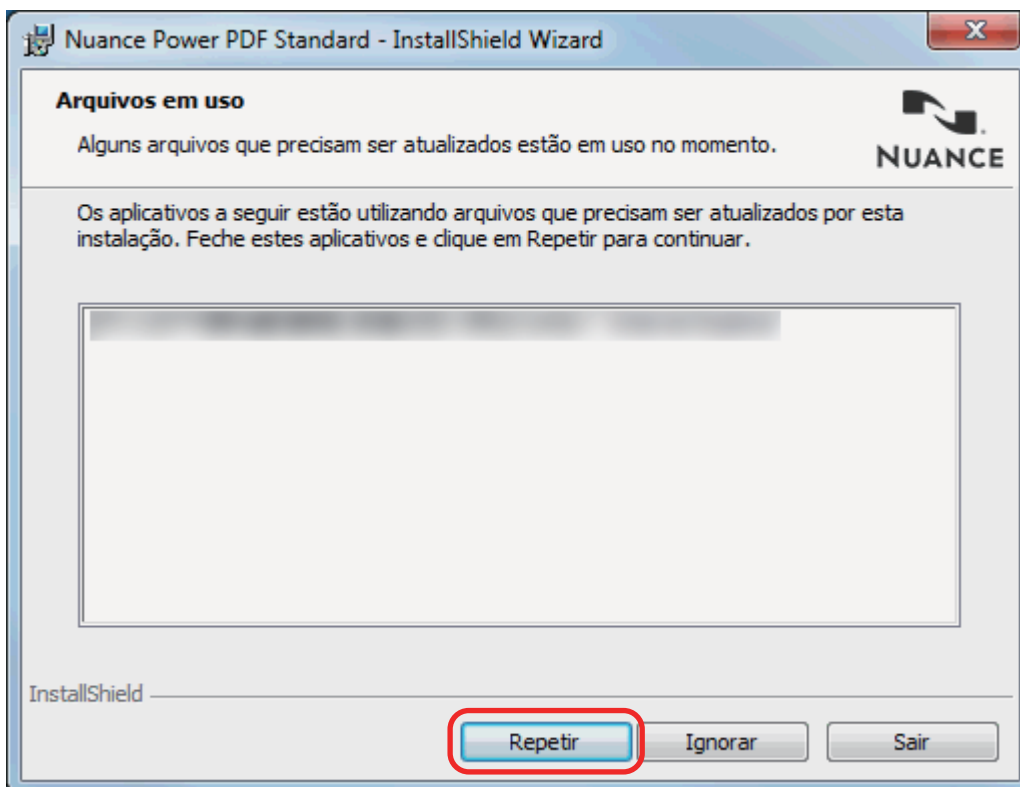 Nuance Power PDF Standard - InstallShield Wizard
Arquivos em uso
Alguns arquivos que precisam ser atualizados estão em uso no momento.
NUANCE
Os aplicativos a seguir estão utilizando arquivos que precisam ser atualizados por esta
instalação. Feche estes aplicativos e clique em Repetir para continuar.
InstallShield
Repetir
Ignorar
Sair